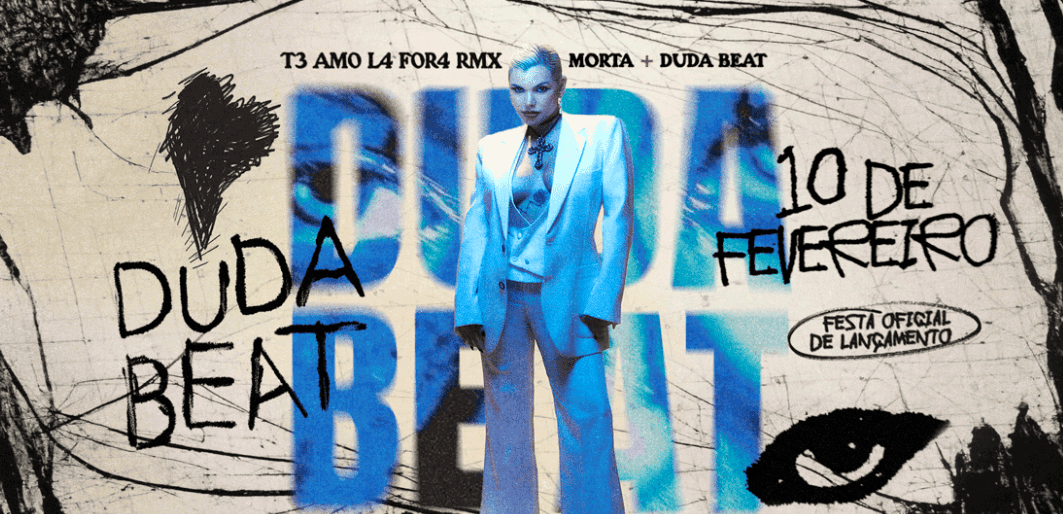 T3 AMO L4 FOR4 RMX MORTA + DUDA BEAT
DUDA
BEAT
DUDA
BEAT
10 DE
FEVEREIRO
FESTA OFICIAL
DE LANÇAMENTO